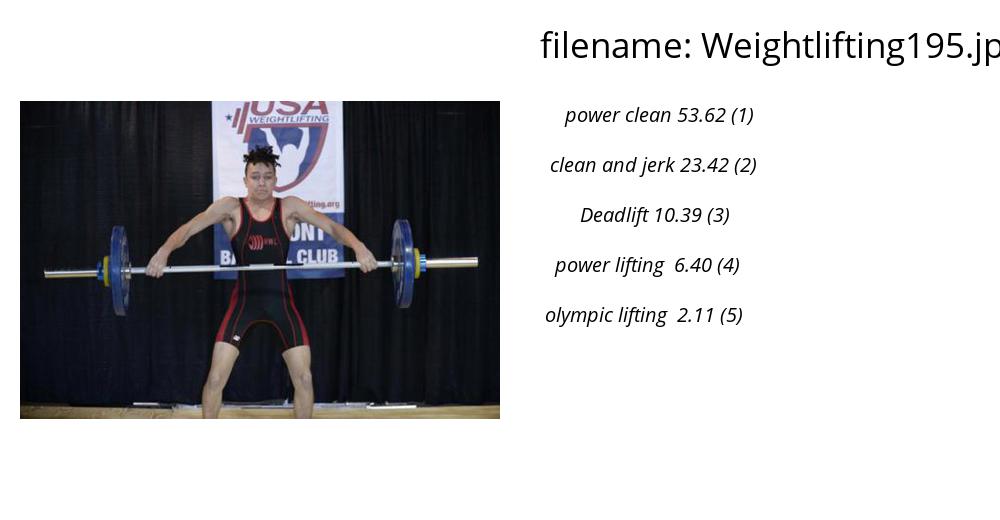 filename: Weightlifting195.jp
power clean 53.62 (1)
clean and jerk 23.42 (2)
Deadlift 10.39 (3)
power lifting 6.40 (4)
olympic lifting 2.11 (5)
USA
WEIGHTLIFTING